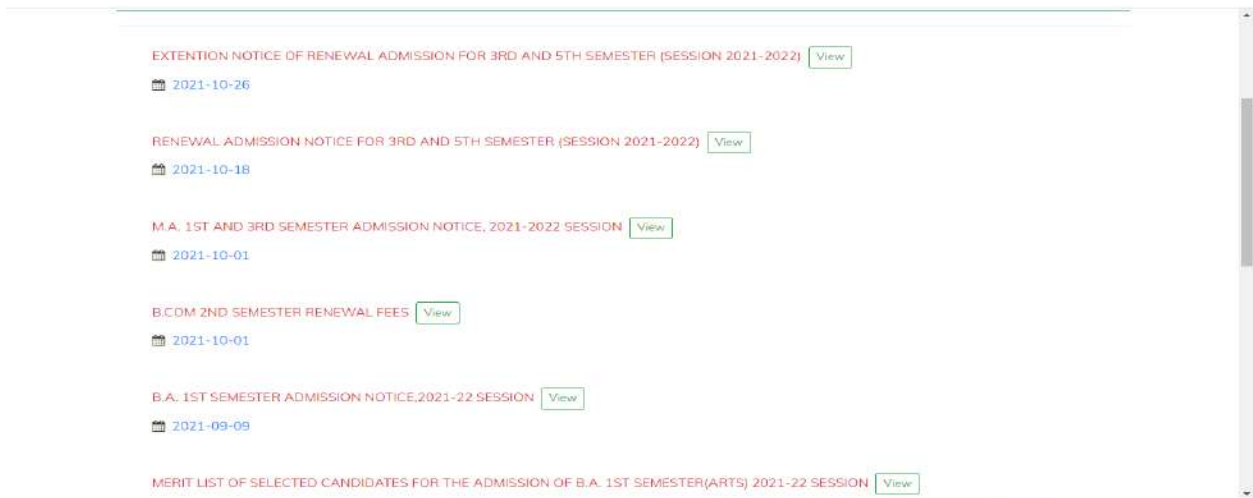 EXTENTION NOTICE OF RENEWAL ADMISSION FOR 3RD AND 5TH SEMESTER (SESSION 2021-2022) View
2021-10-26
RENEWAL ADMISSION NOTICE FOR 3RD AND 5TH SEMESTER (SESSION 2021-2022) View
2021-10-18
M.A. 1ST AND 3RD SEMESTER ADMISSION NOTICE, 2021-2022 SESSION View
2021-10-01
B.COM 2ND SEMESTER RENEWAL FEES View
2021-10-01
B.A. 1ST SEMESTER ADMISSION NOTICE,2021-22 SESSION View
2021-09-09
MERIT LIST OF SELECTED CANDIDATES FOR THE ADMISSION OF B.A. 1ST SEMESTER(ARTS) 2021-22 SESSION View